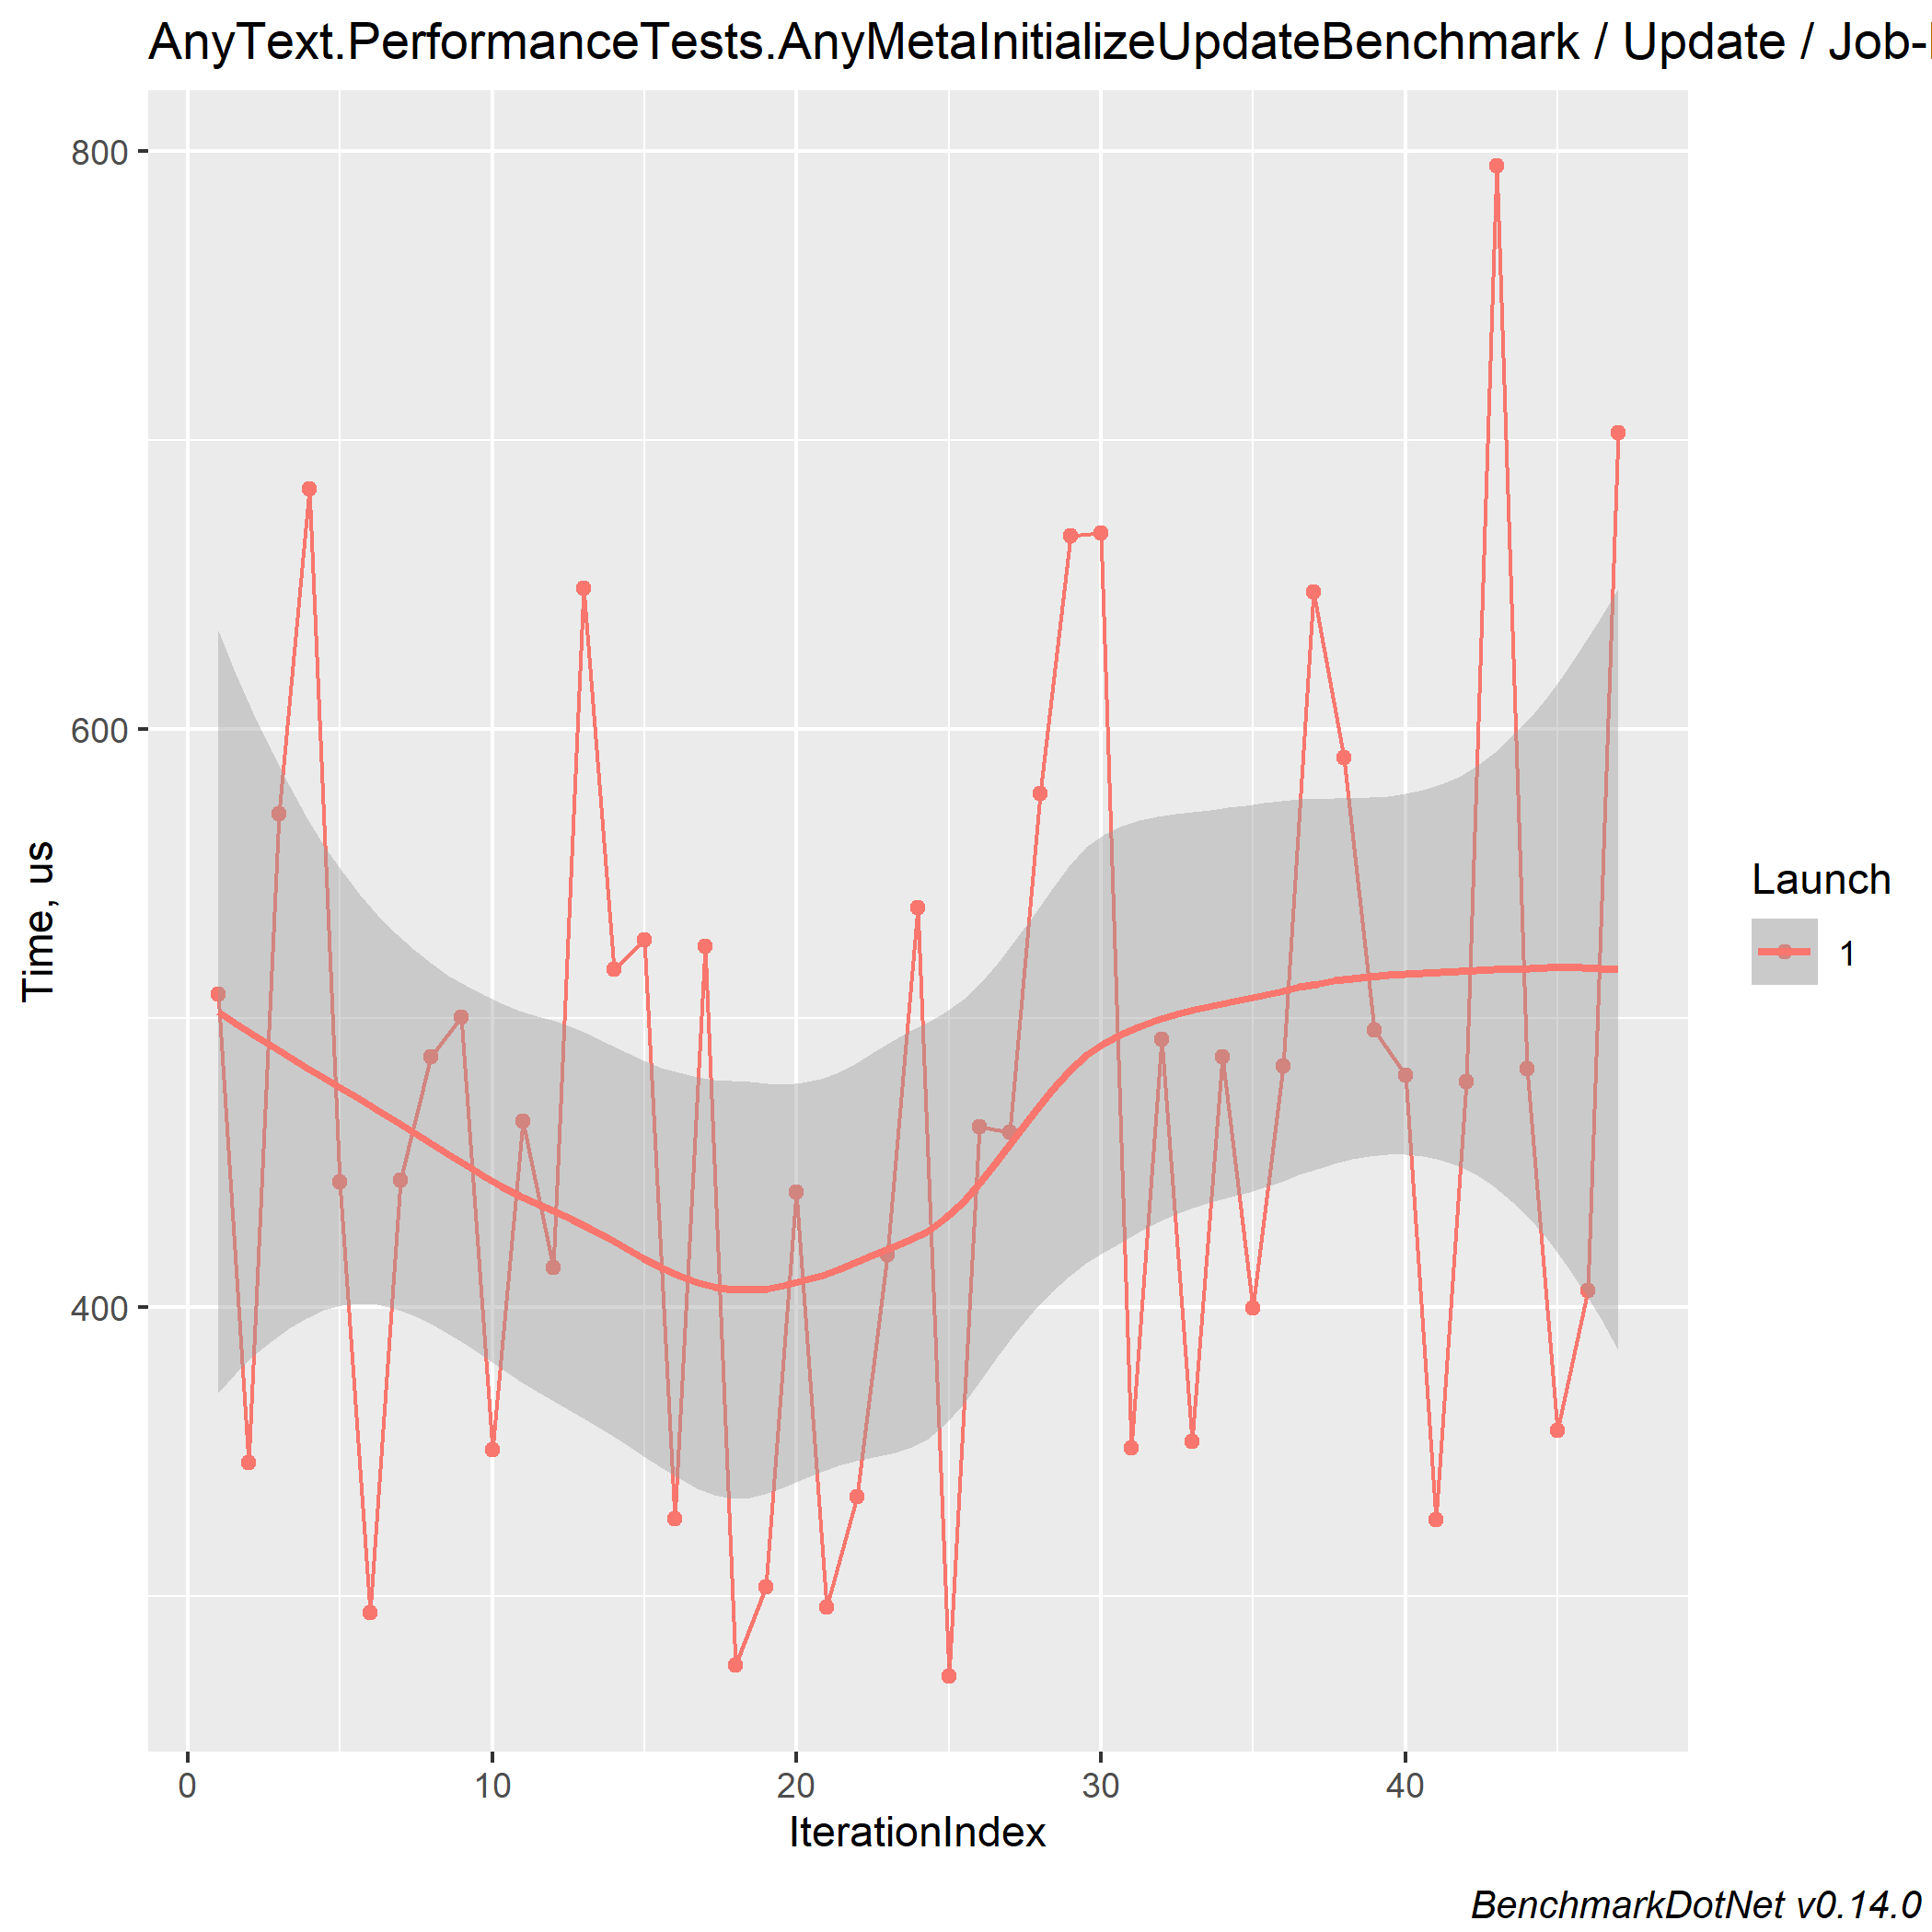 AnyText.PerformanceTests.AnyMetaInitializeUpdateBenchmark / Update / Job-
800
600
400
Time, us
0 10 20 30 40
IterationIndex
Launch
1
BenchmarkDotNet v0.14.0